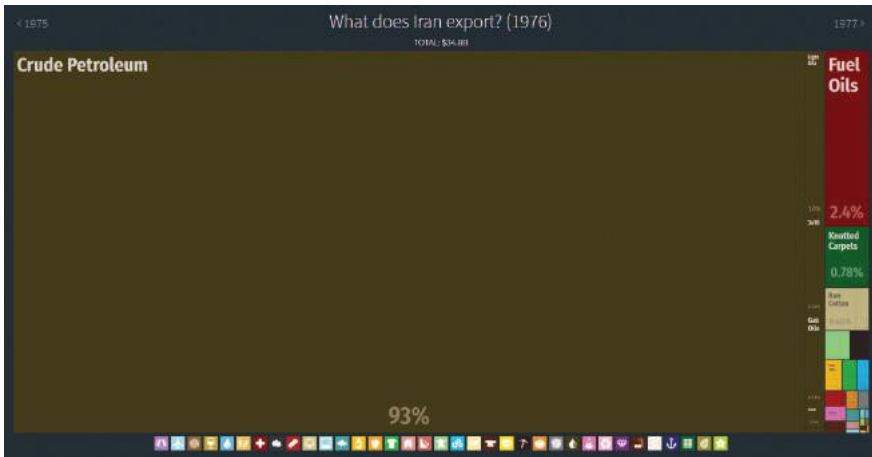 < 1975
What does Iran export? (1976)
1977 >
TOTAL: $34.8B
Crude Petroleum
93%
Gas
Oils
Fuel
Oils
2.4%
Knotted
Carpets
0.78%
Raw
Cotton